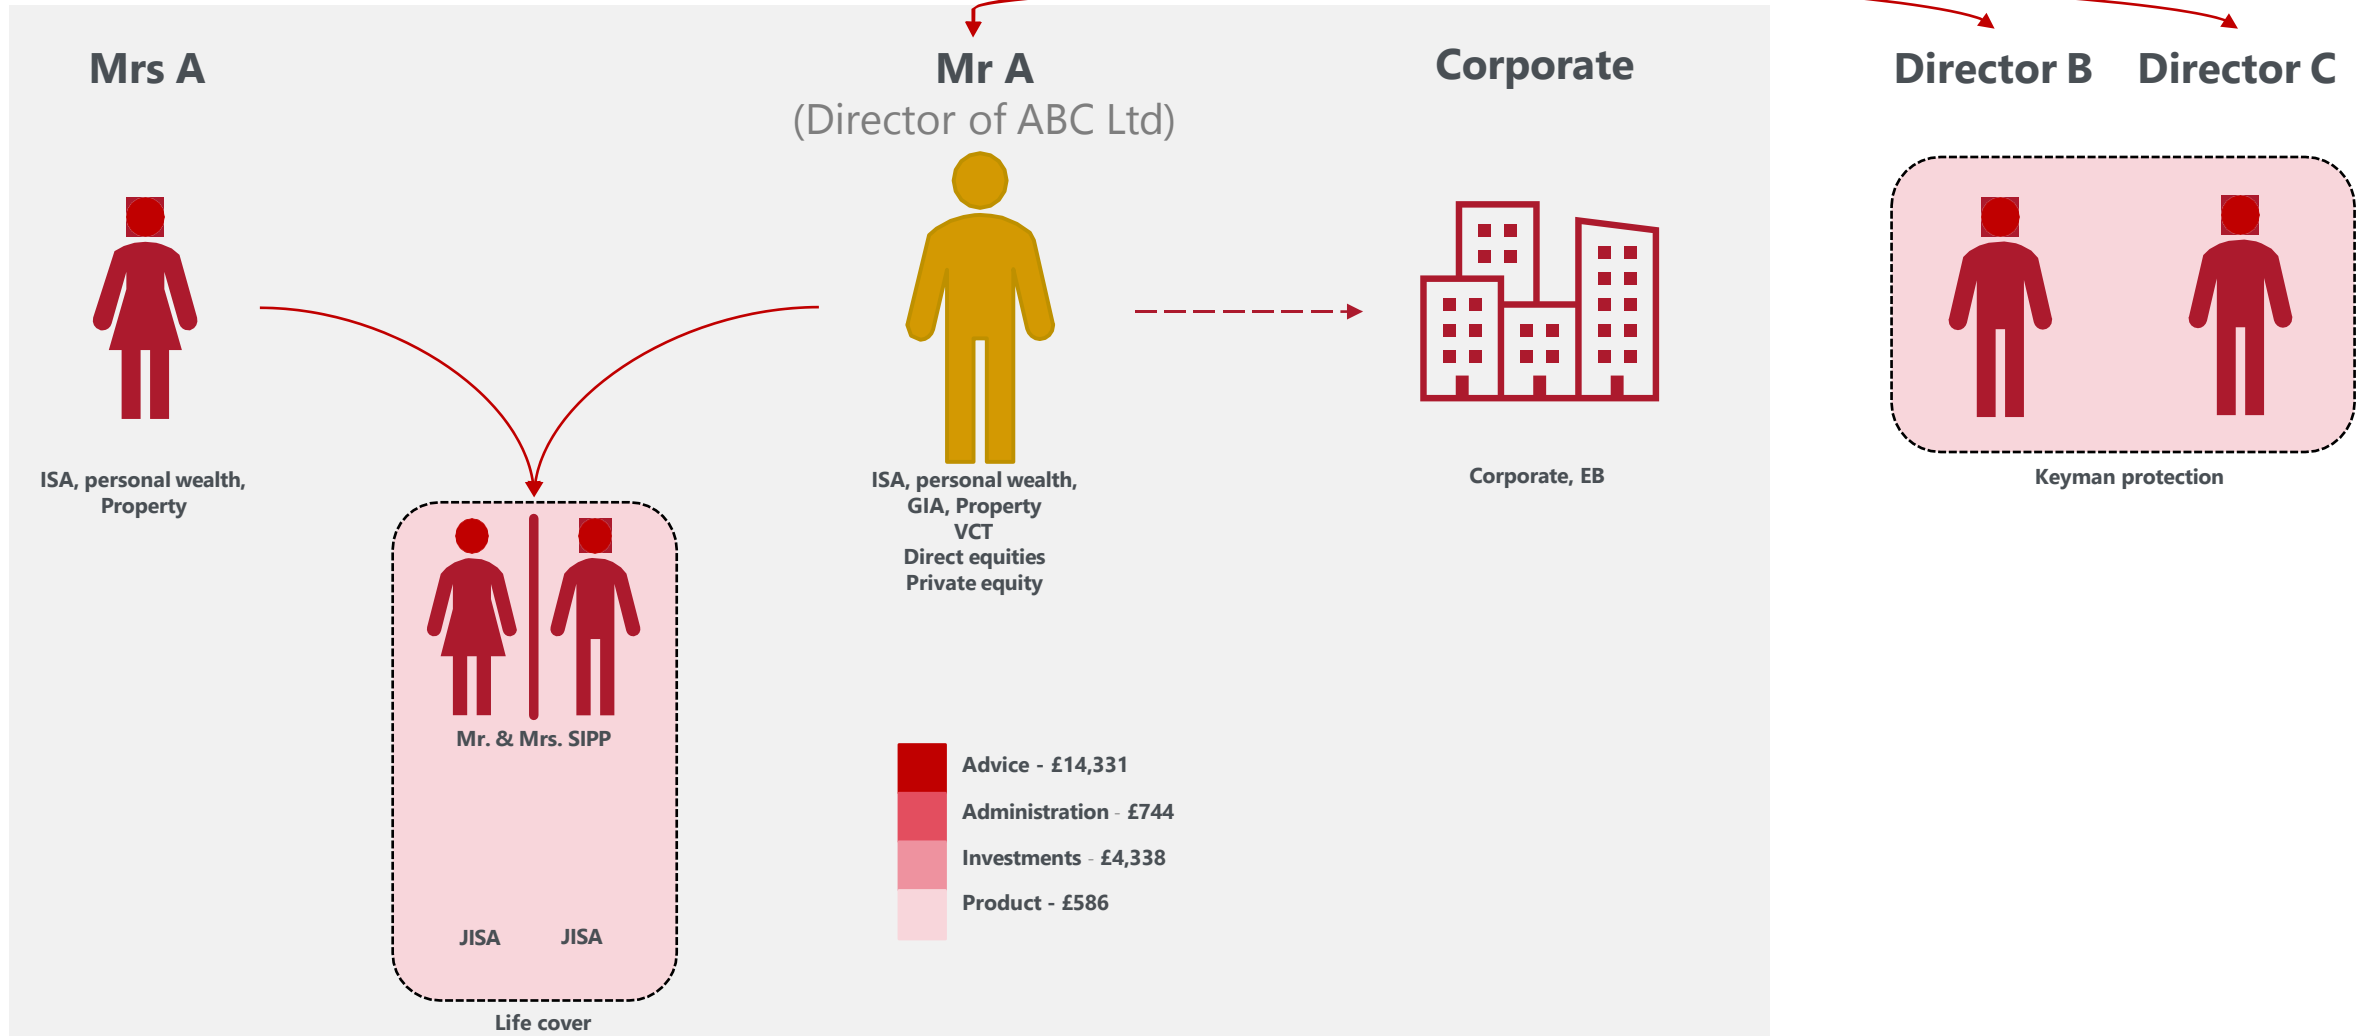 Mrs A
Mr A
(Director of ABC Ltd)
Corporate
Director B
Director C
ISA, personal wealth,
Property
ISA, personal wealth,
GIA, Property
VCT
Direct equities
Private equity
Corporate, EB
Keyman protection
Mr. & Mrs. SIPP
Advice - £14,331
Administration - £744
Investments - £4,338
Product - £586
JISA
JISA
Life cover